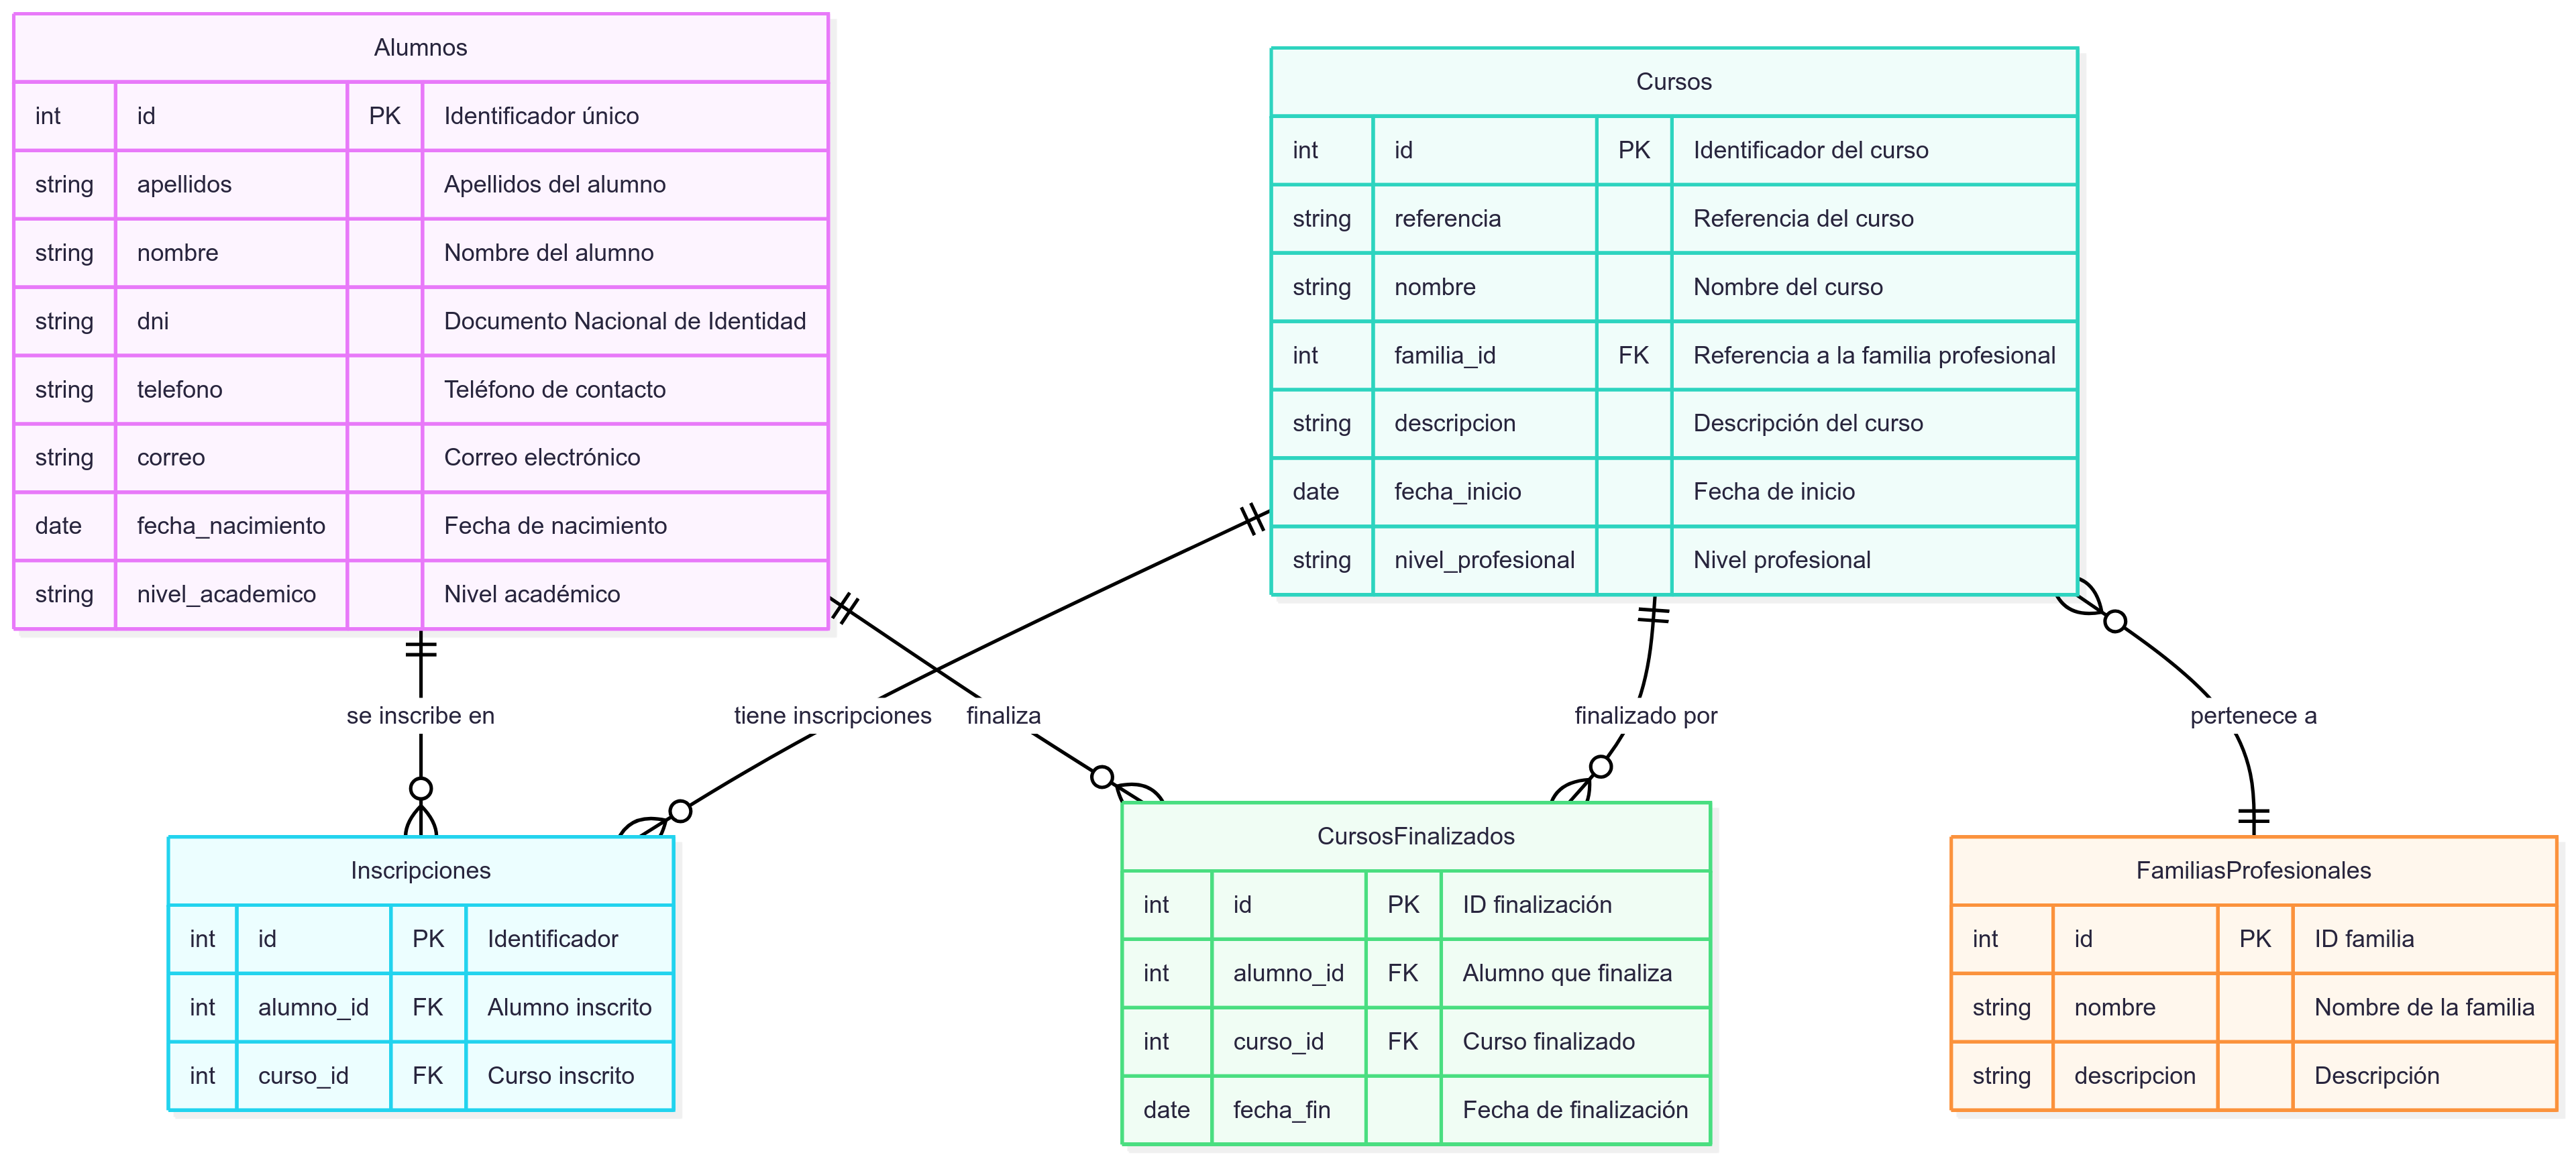 Alumnos
int id PK Identificador único
string apellidos Apellidos del alumno
string nombre Nombre del alumno
string dni Documento Nacional de Identidad
string telefono Teléfono de contacto
string correo Correo electrónico
date fecha_nacimiento Fecha de nacimiento
string nivel_academico Nivel académico
Cursos
int id PK Identificador del curso
string referencia Referencia del curso
string nombre Nombre del curso
int familia_id FK Referencia a la familia profesional
string descripcion Descripción del curso
date fecha_inicio Fecha de inicio
string nivel_profesional Nivel profesional
se inscribe en
tiene inscripciones
finaliza
finalizado por
pertenece a
Inscripciones
int id PK Identificador
int alumno_id FK Alumno inscrito
int curso_id FK Curso inscrito
CursosFinalizados
int id PK ID finalización
int alumno_id FK Alumno que finaliza
int curso_id FK Curso finalizado
date fecha_fin Fecha de finalización
FamiliasProfesionales
int id PK ID familia
string nombre Nombre de la familia
string descripcion Descripción